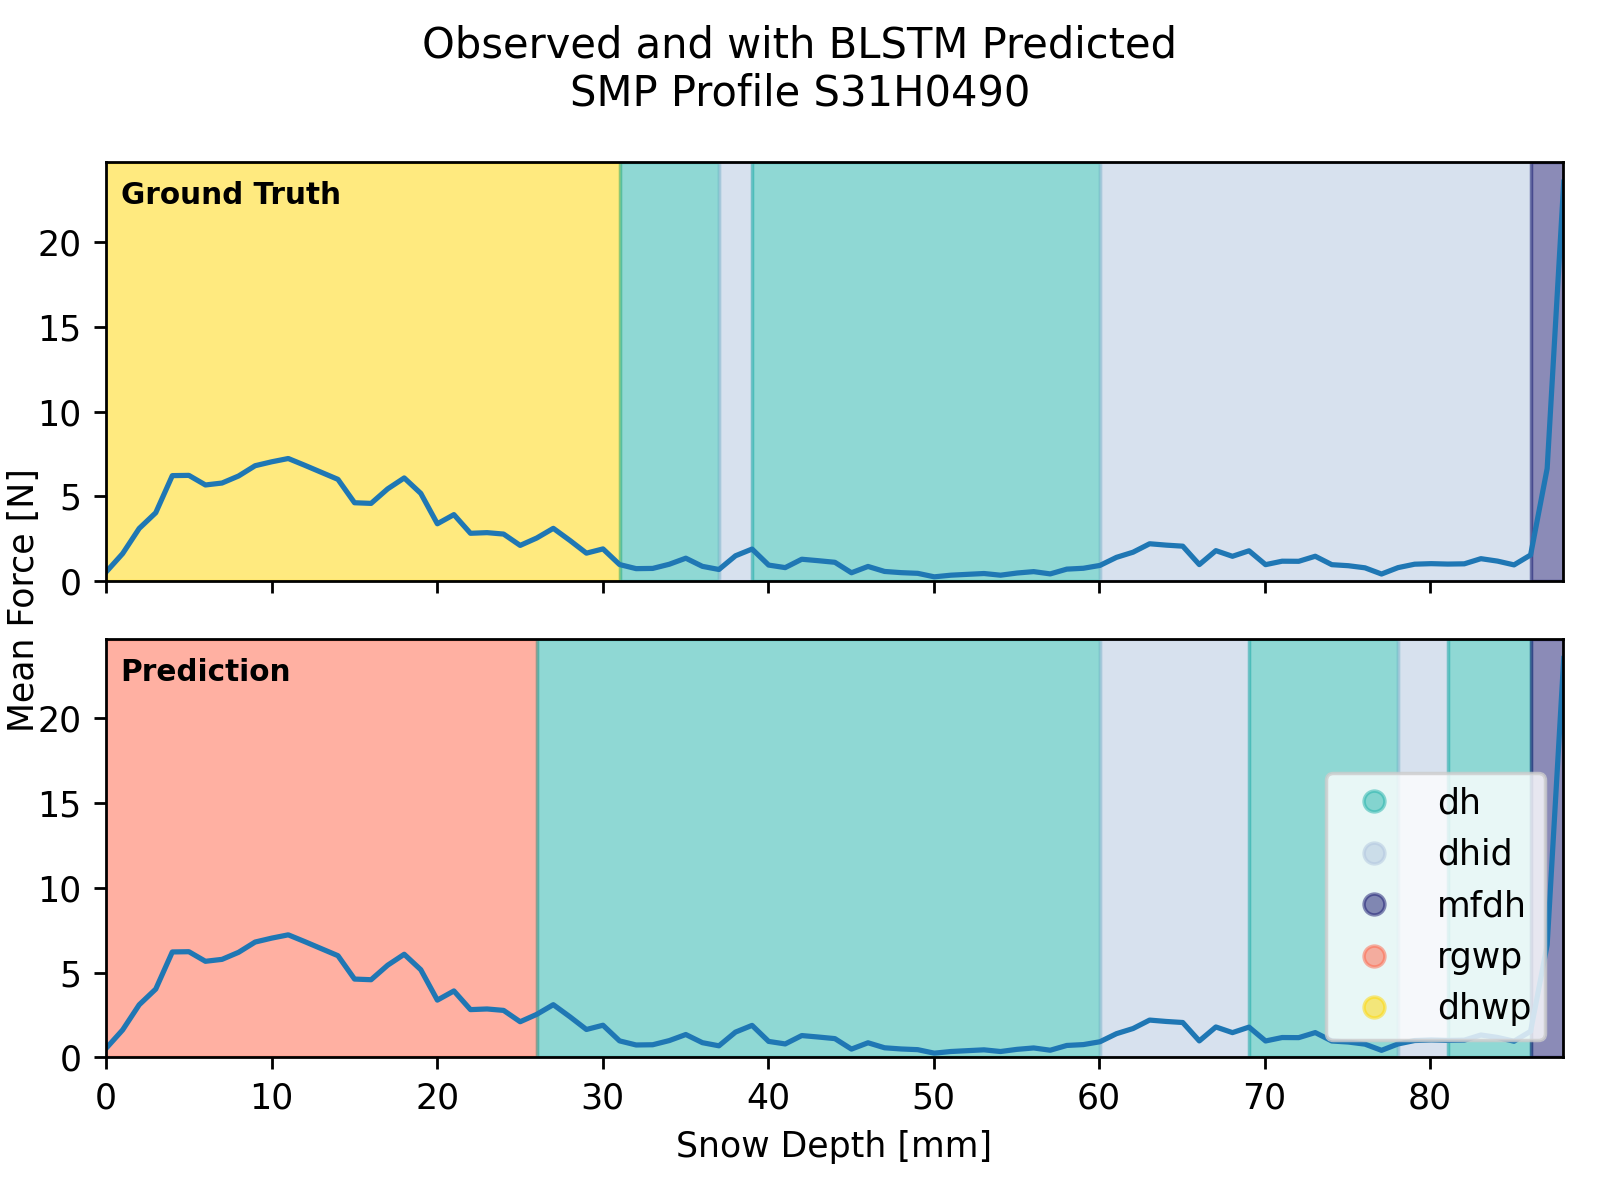 Observed and with BLSTM Predicted
SMP Profile S31H0490
Mean Force [N]
Ground Truth
20
15
10
5
0
Prediction
20
15
10
5
0
dh
dhid
mfdh
rgwp
dhwp
0 10 20 30 40 50 60 70 80
Snow Depth [mm]